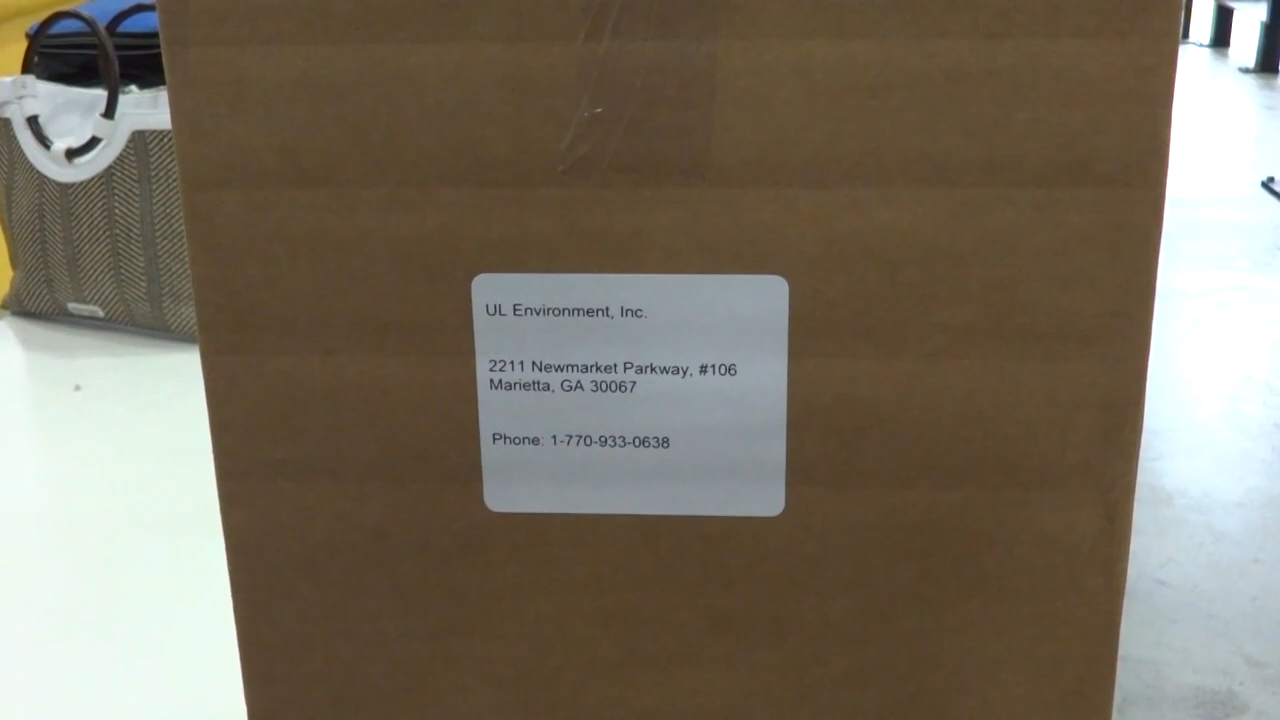 UL Environment, Inc.
2211 Newmarket Parkway, #106
Marietta, GA 30067
Phone: 1-770-933-0638